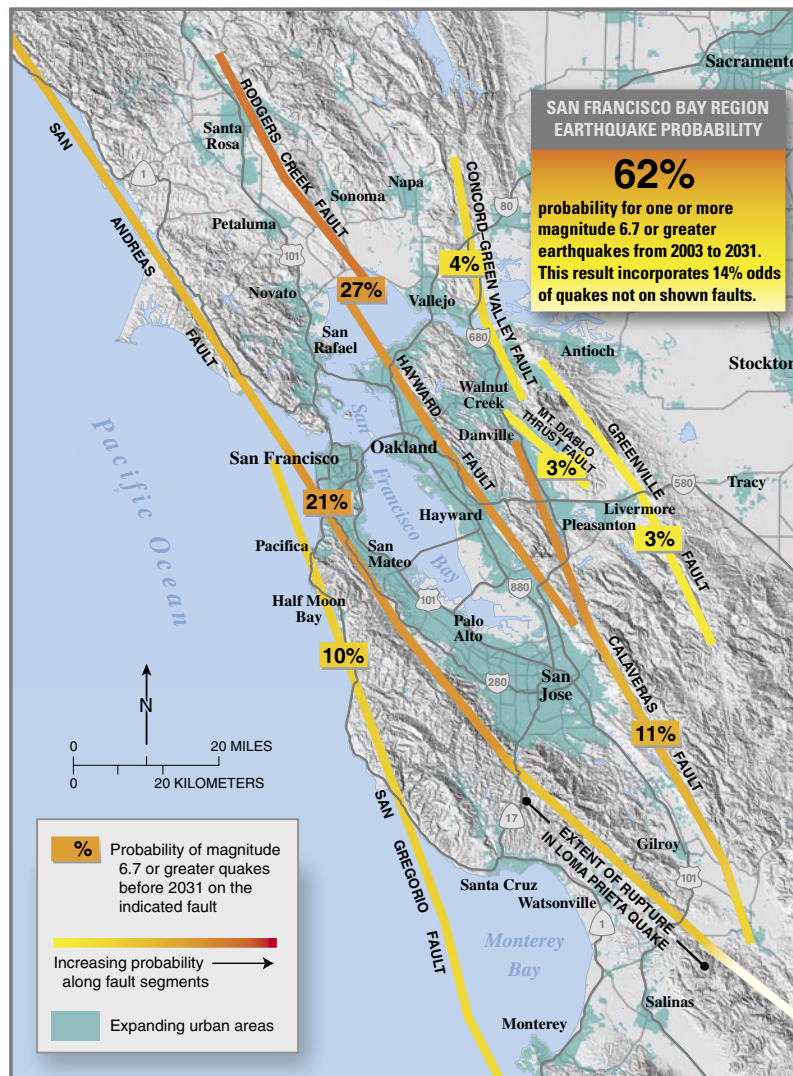 Sacramento
SAN FRANCISCO BAY REGION
EARTHQUAKE PROBABILITY
62%
probability for one or more
magnitude 6.7 or greater
earthquakes from 2003 to 2031.
This result incorporates 14% odds
of quakes not on shown faults.
SAN ANDREAS FAULT
1
Santa
Rosa
RODGERS CREEK FAULT
Sonoma
Napa
CONCORD–GREEN VALLEY FAULT
80
Petaluma
101
4%
Novato
27%
Vallejo
San
Rafael
680
Antioch
Stockton
HAYWARD FAULT
Walnut
Creek
MT. DIABLO
THRUST FAULT
GREENVILLE FAULT
Danville
Oakland
San Francisco
San Francisco Bay
3%
580
Tracy
21%
Hayward
Livermore
Pleasanton
3%
Pacifica
San
Mateo
Pacific Ocean
Half Moon
Bay
101
880
Palo
Alto
10%
280
San
Jose
CALAVERAS FAULT
11%
N
0
20 MILES
0
20 KILOMETERS
SAN GREGORIO FAULT
17
EXTENT OF RUPTURE
IN LOMA PRIETA QUAKE
Gilroy
101
Santa Cruz
Watsonville
1
Monterey
Bay
Salinas
Monterey
%
Probability of magnitude
6.7 or greater quakes
before 2031 on the
indicated fault
Increasing probability
along fault segments
Expanding urban areas